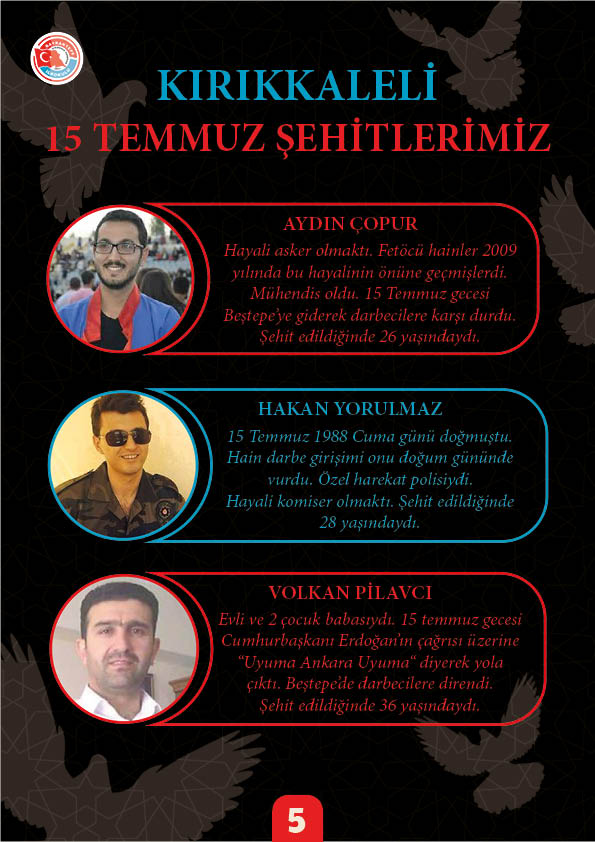 KIRIKKALELİ
15 TEMMUZ ŞEHİTLERİMİZ
AYDIN ÇOPUR
Hayali asker olmaktı. Fetöcü hainler 2009
yılında bu hayalinin önüne geçmişlerdi.
Mühendis oldu. 15 Temmuz gecesi
Beştepe'ye giderek darbecilere karşı durdu.
Şehit edildiğinde 26 yaşındaydı.
HAKAN YORULMAZ
15 Temmuz 1988 Cuma günü doğmuştu.
Hain darbe girişimi onu doğum gününde
vurdu. Özel harekat polisiydi.
Hayali komiser olmaktı. Şehit edildiğinde
28 yaşındaydı.
VOLKAN PİLAVCI
Evli ve 2 çocuk babasıydı. 15 temmuz gecesi
Cumhurbaşkanı Erdoğan'ın çağrısı üzerine
“Uyuma Ankara Uyuma“ diyerek yola
çıktı. Beştepe'de darbecilere direndi.
Şehit edildiğinde 36 yaşındaydı.
5